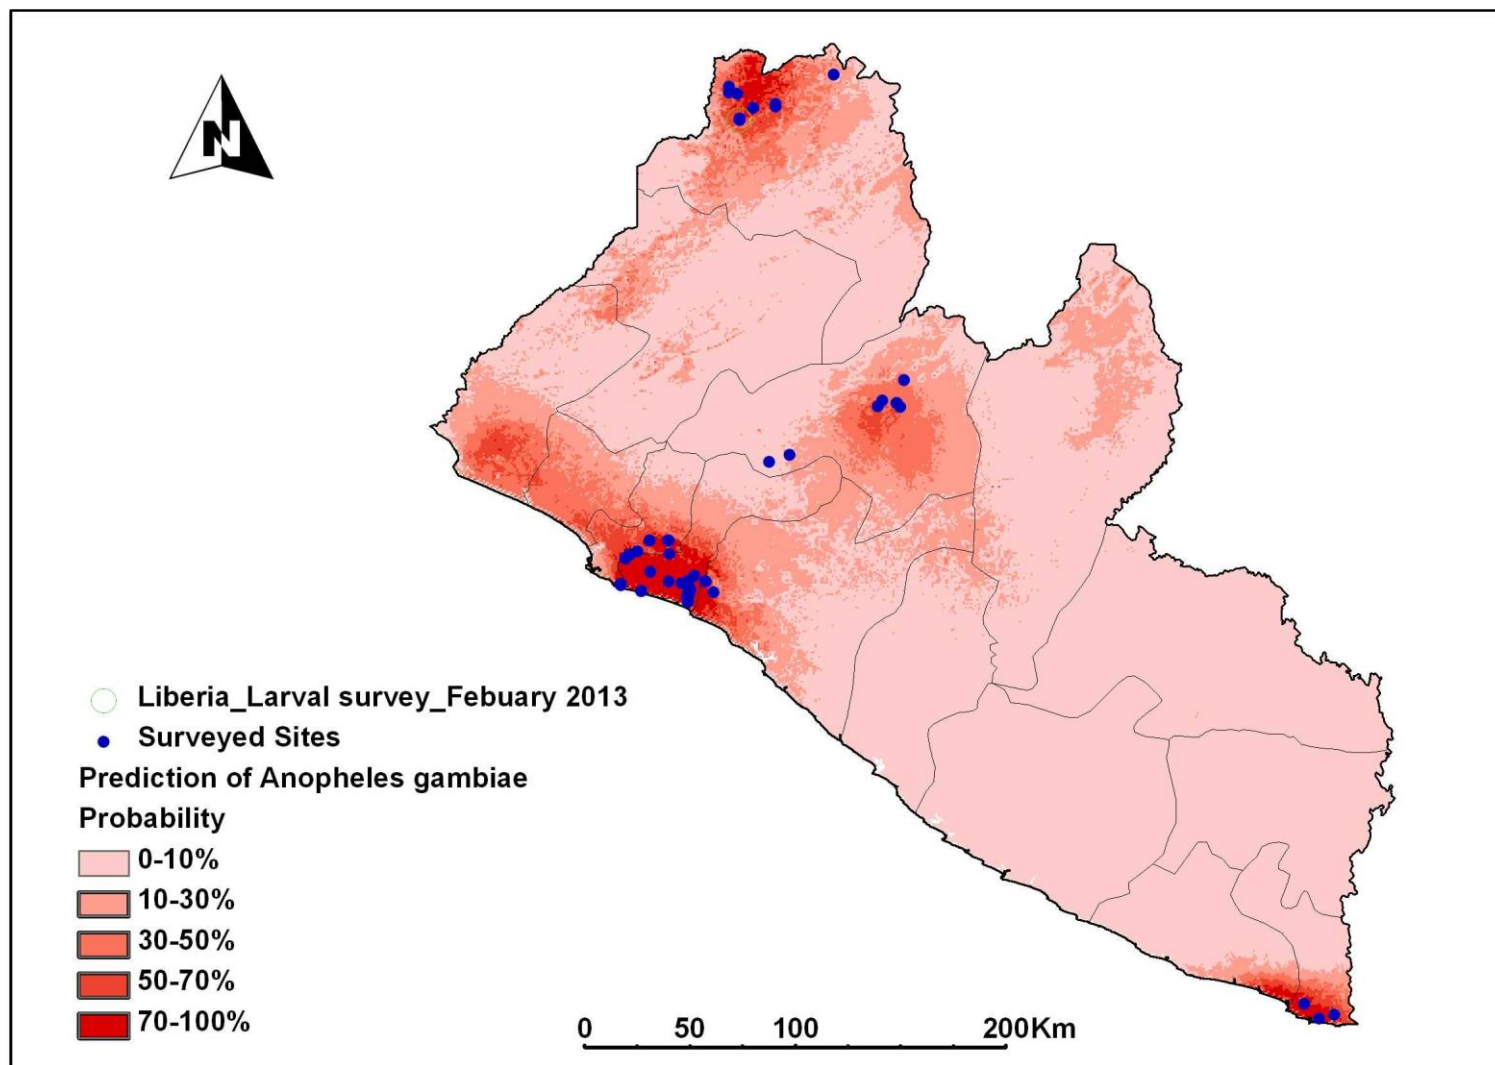 N
Liberia_Larval survey_Febuary 2013
Surveyed Sites
Prediction of Anopheles gambiae
Probability
0-10%
10-30%
30-50%
50-70%
70-100%
0 50 100 200Km